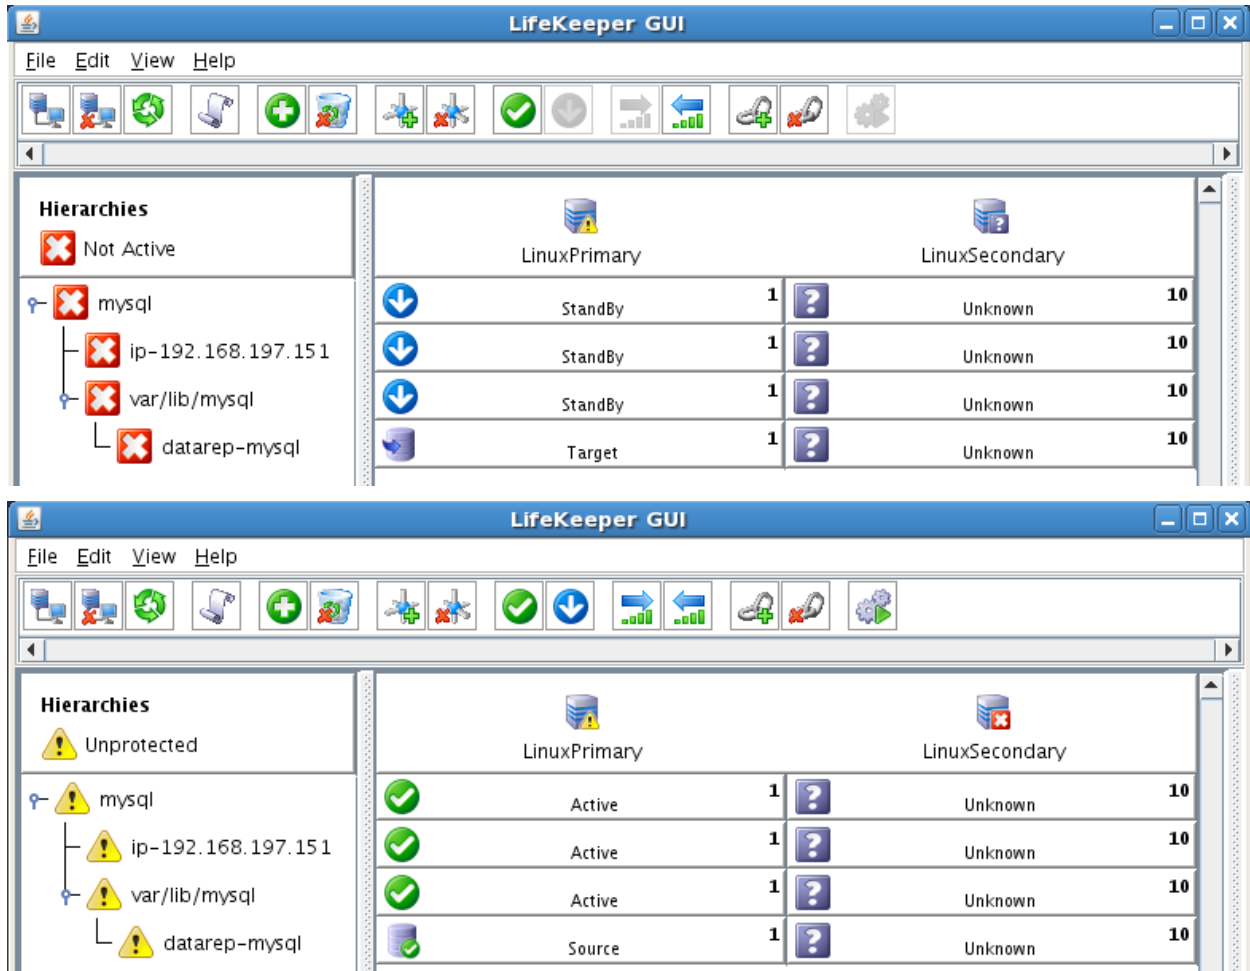 LifeKeeper GUI
File Edit View Help
Hierarchies
Not Active
LinuxPrimary LinuxSecondary
mysql StandBy 1 ? Unknown 10
ip-192.168.197.151 StandBy 1 ? Unknown 10
var/lib/mysql StandBy 1 ? Unknown 10
datarep-mysql Target 1 ? Unknown 10
LifeKeeper GUI
File Edit View Help
Hierarchies
Unprotected
LinuxPrimary LinuxSecondary
mysql Active 1 ? Unknown 10
ip-192.168.197.151 Active 1 ? Unknown 10
var/lib/mysql Active 1 ? Unknown 10
datarep-mysql Source 1 ? Unknown 10